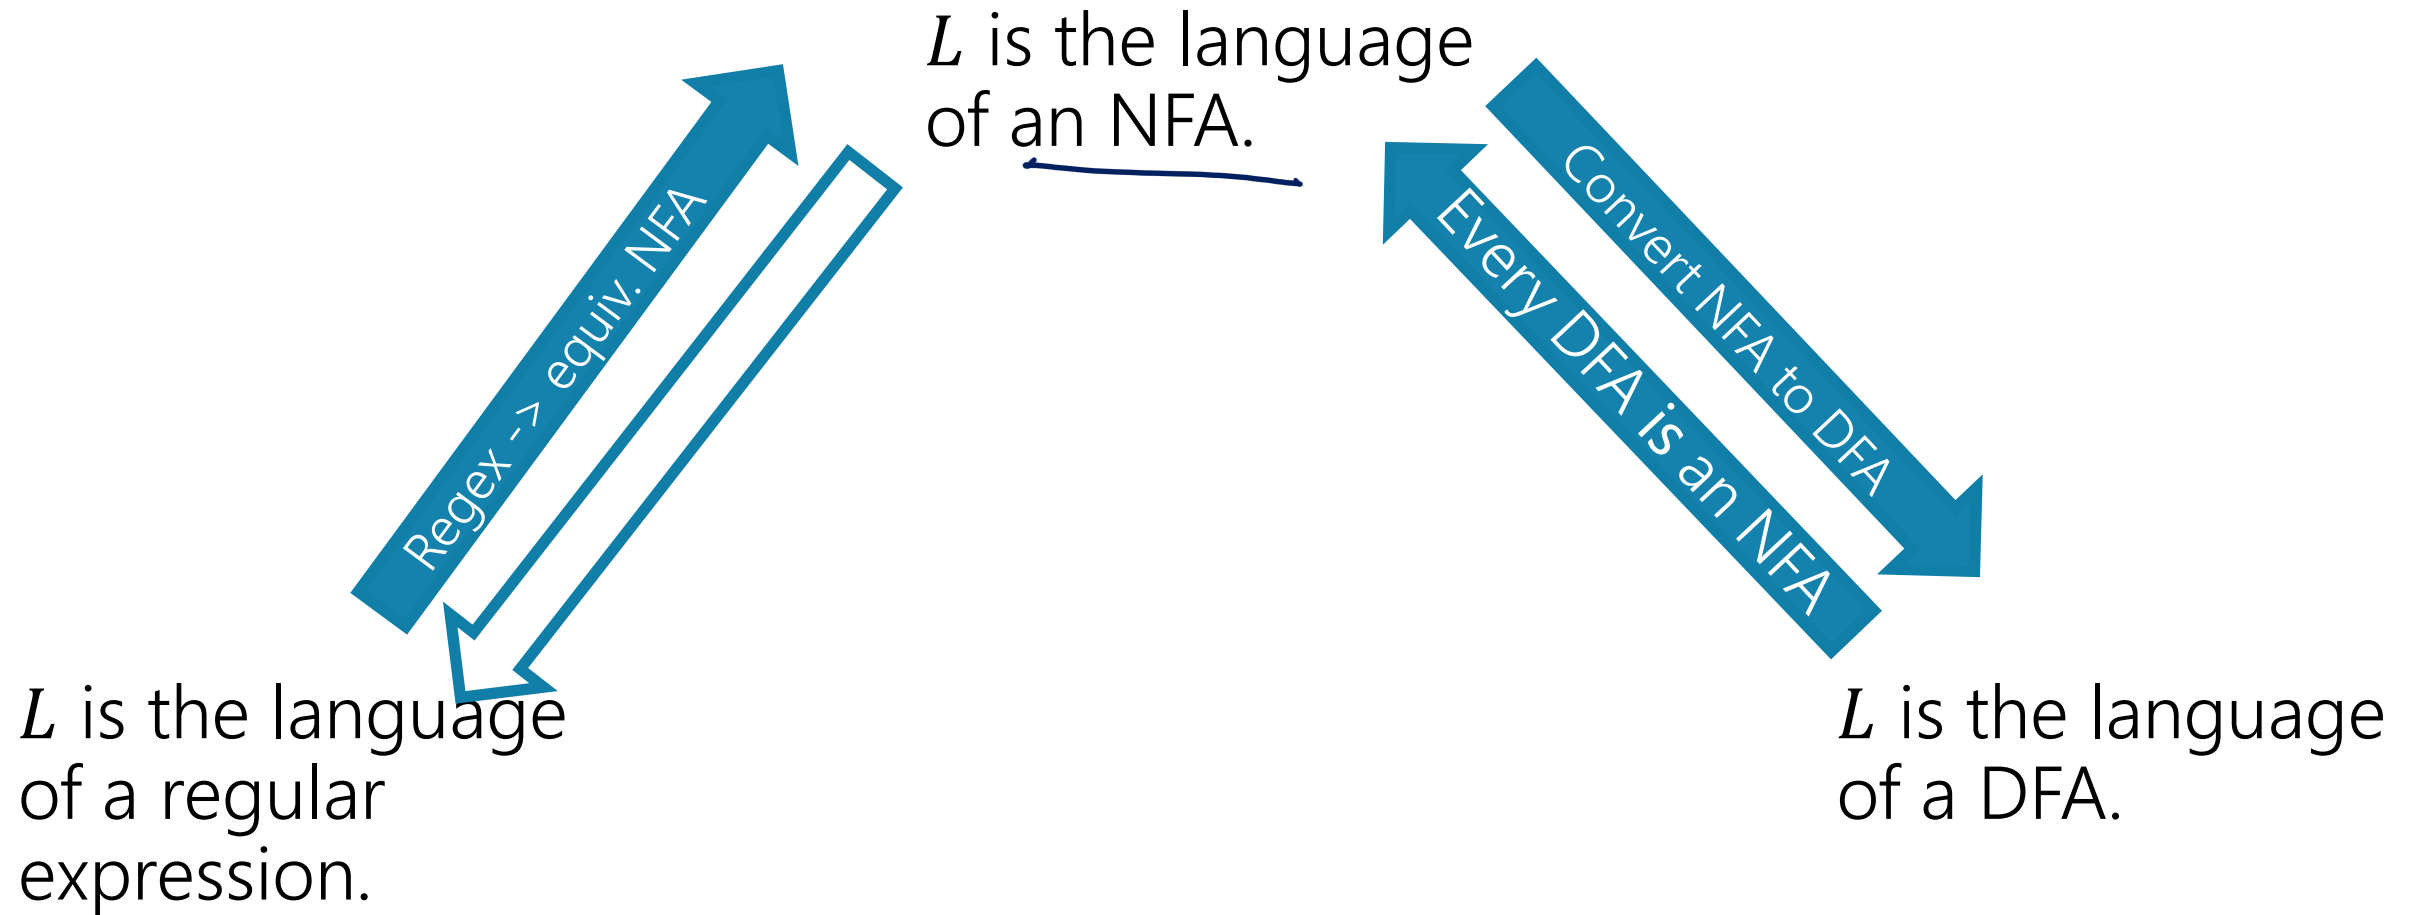 L is the language
of an NFA.
Regex -> equiv. NFA
Convert NFA to DFA
Every DFA is an NFA
L is the language
of a regular
expression.
L is the language
of a DFA.